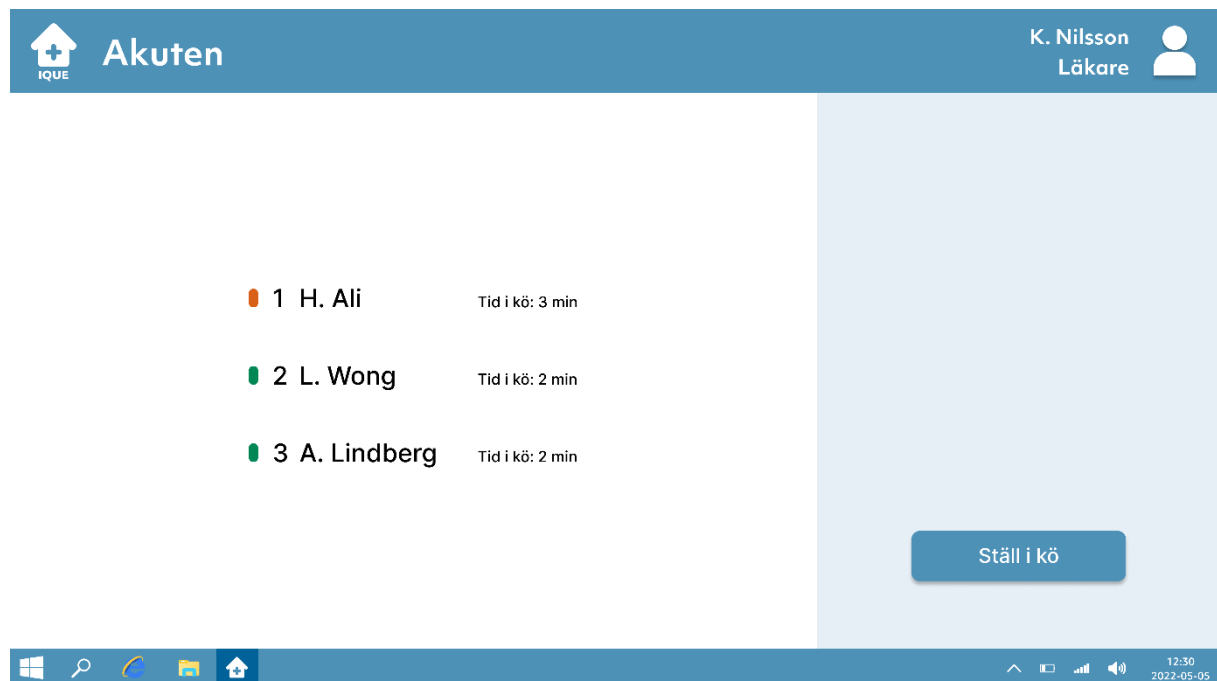 IQUE
Akuten
K. Nilsson
Läkare
1 H. Ali Tid i kö: 3 min
2 L. Wong Tid i kö: 2 min
3 A. Lindberg Tid i kö: 2 min
Ställ i kö
12:30
2022-05-05